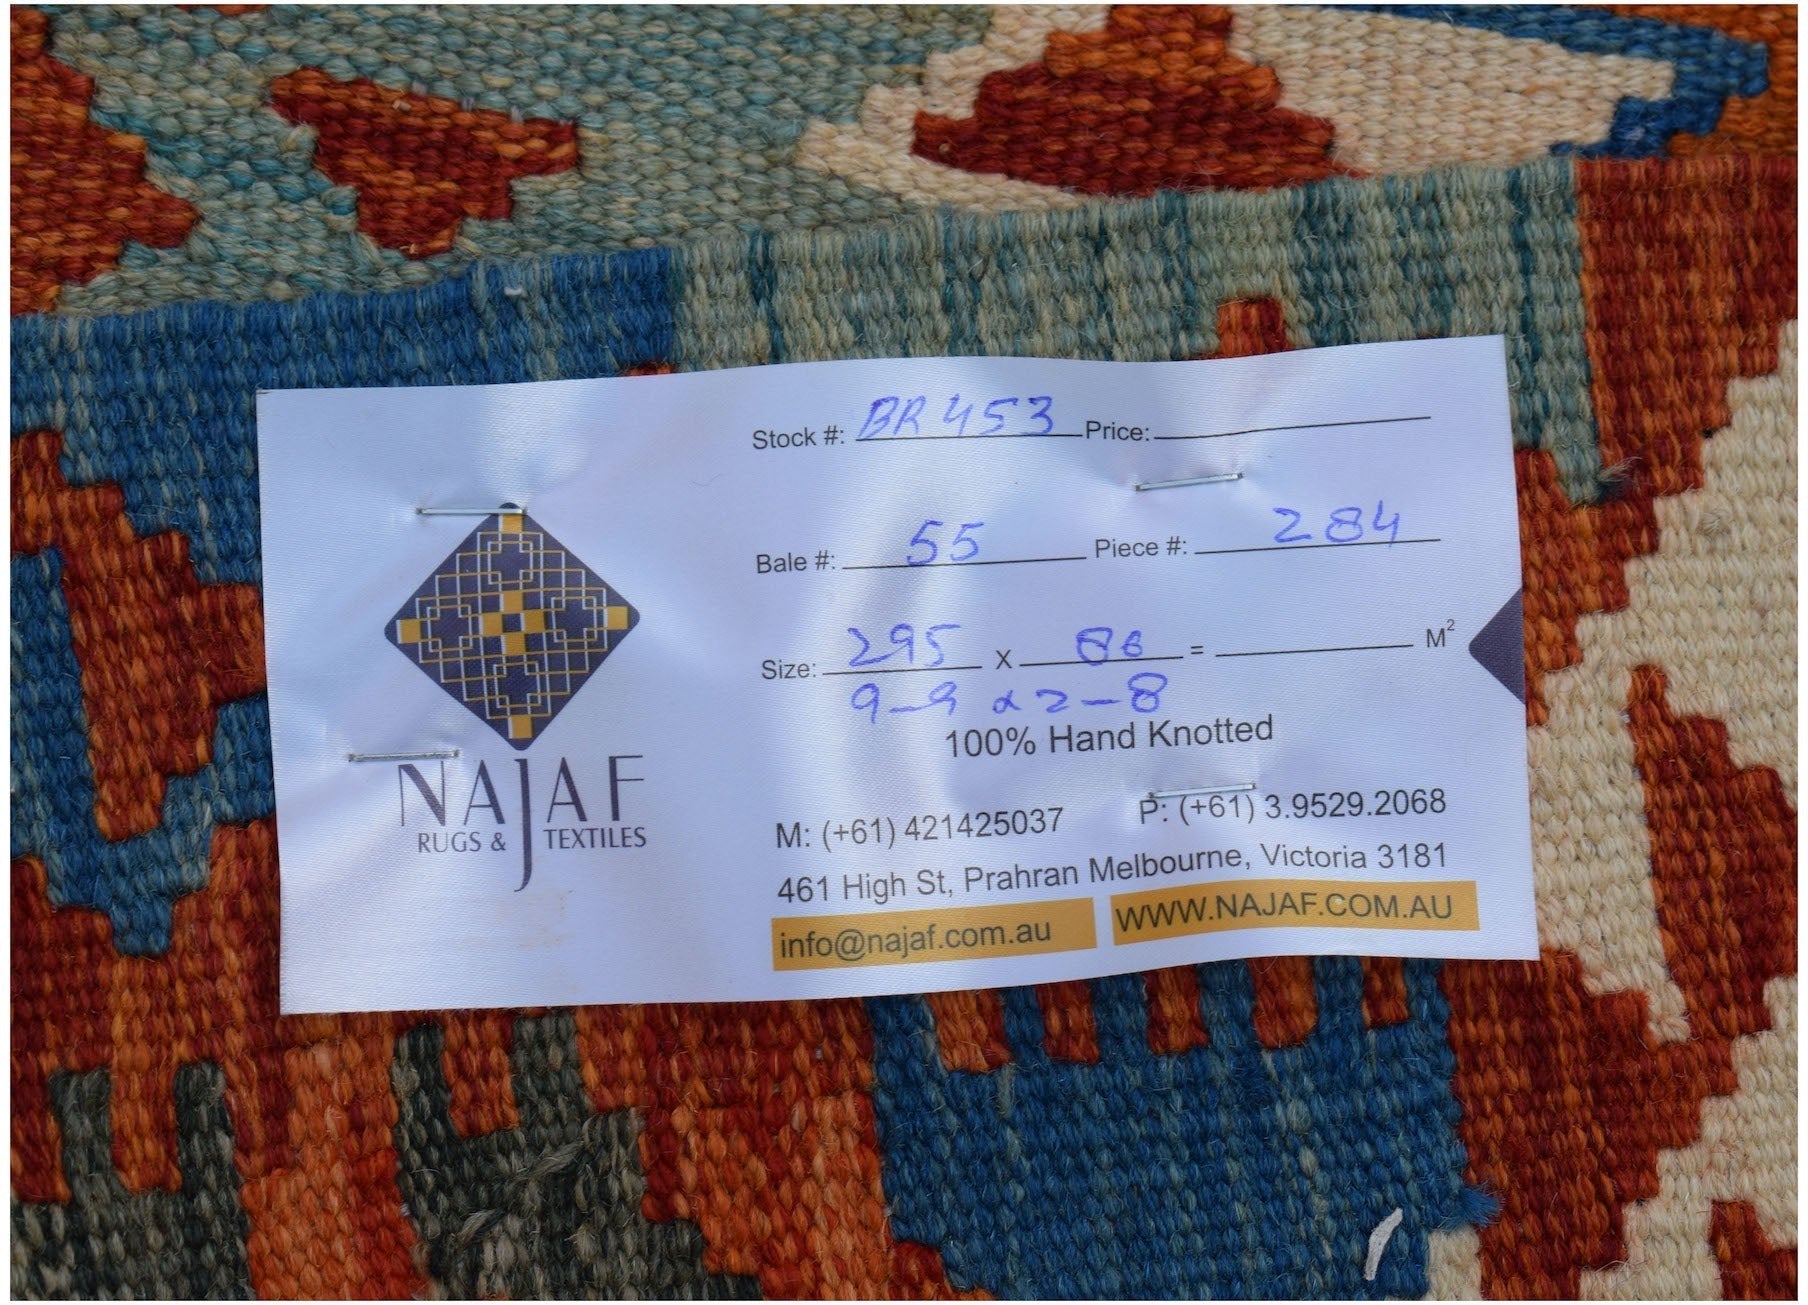 NAJAF
RUGS & TEXTILES
Stock #: BR453 Price:
Bale #: 55 Piece #: 284
Size: 295 X 86 = M²
9-9 x 2-8
100% Hand Knotted
M: (+61) 421425037 P: (+61) 3.9529.2068
461 High St, Prahran Melbourne, Victoria 3181
info@najaf.com.au WWW.NAJAF.COM.AU